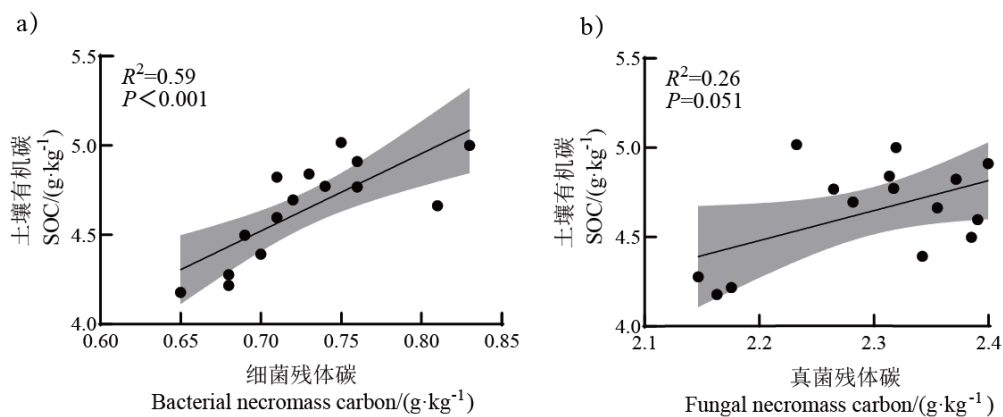 a)
R²=0.59
P＜0.001
土壤有机碳
SOC/(g·kg⁻¹)
5.5
5.0
4.5
4.0
0.60
0.65
0.70
0.75
0.80
0.85
细菌残体碳
Bacterial necromass carbon/(g·kg⁻¹)
b)
R²=0.26
P=0.051
土壤有机碳
SOC/(g·kg⁻¹)
5.5
5.0
4.5
4.0
2.1
2.2
2.3
2.4
真菌残体碳
Fungal necromass carbon/(g·kg⁻¹)